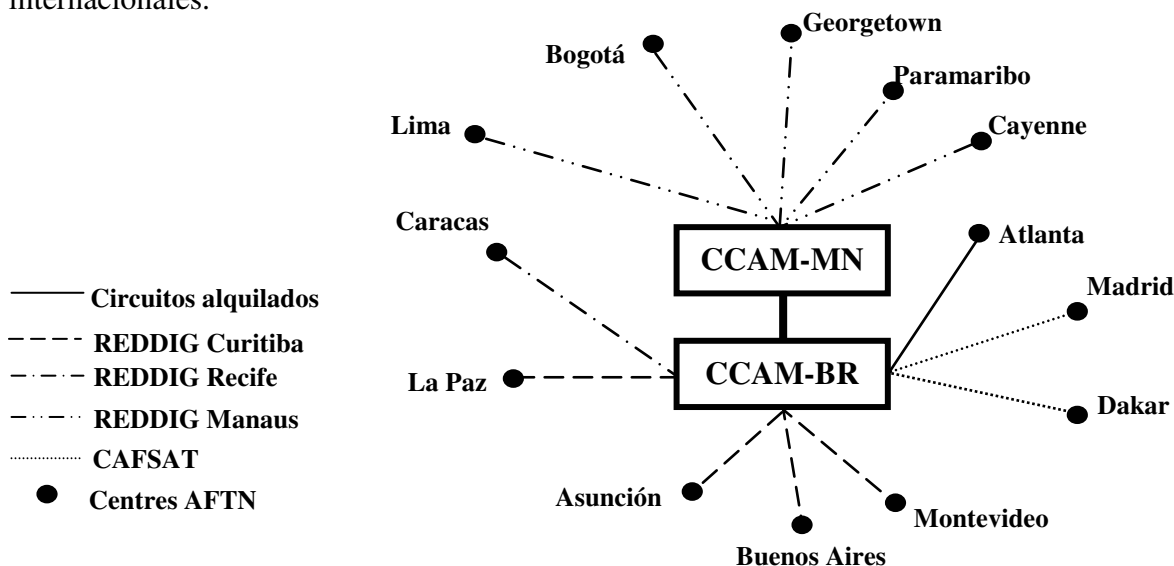 internacionales.
Georgetown
Bogotá
Paramaribo
Lima
Cayenne
Caracas
CCAM-MN
Atlanta
Madrid
Circuitos alquilados
REDDIG Curitiba
REDDIG Recife
REDDIG Manaus
CAFSAT
Centres AFTN
La Paz
CCAM-BR
Dakar
Asunción
Montevideo
Buenos Aires